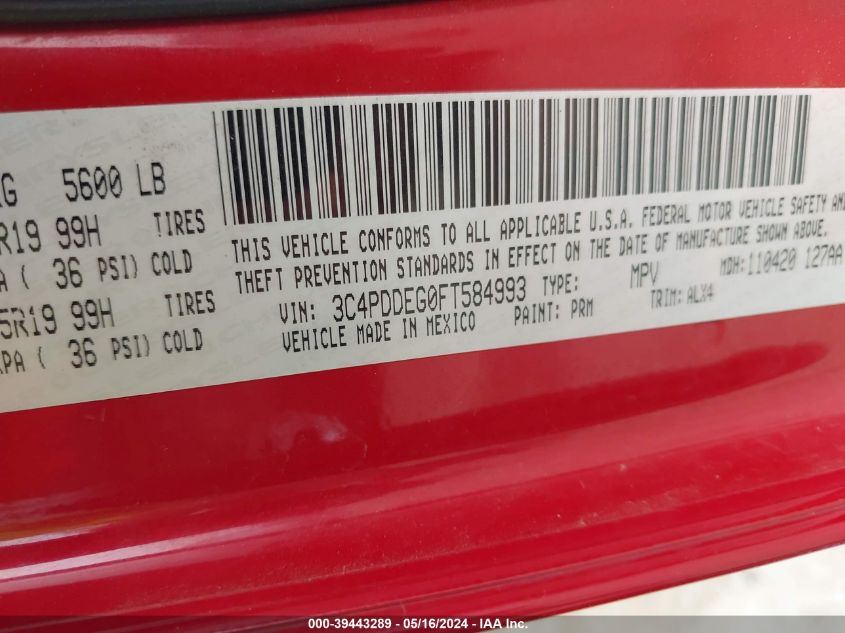 5600 LB
R19 99H TIRES
( 36 PSI) COLD
5R19 99H TIRES
KPA ( 36 PSI) COLD
THIS VEHICLE CONFORMS TO ALL APPLICABLE U.S.A. FEDERAL MOTOR VEHICLE SAFETY AND
THEFT PREVENTION STANDARDS IN EFFECT ON THE DATE OF MANUFACTURE SHOWN ABOVE.
VIN: 3C4PDDEG0FT584993 TYPE: MPV MDH: 110420 127AA
VEHICLE MADE IN MEXICO PAINT: PRM TRIM: ALX4
000-39443289 - 05/16/2024 - IAA Inc.